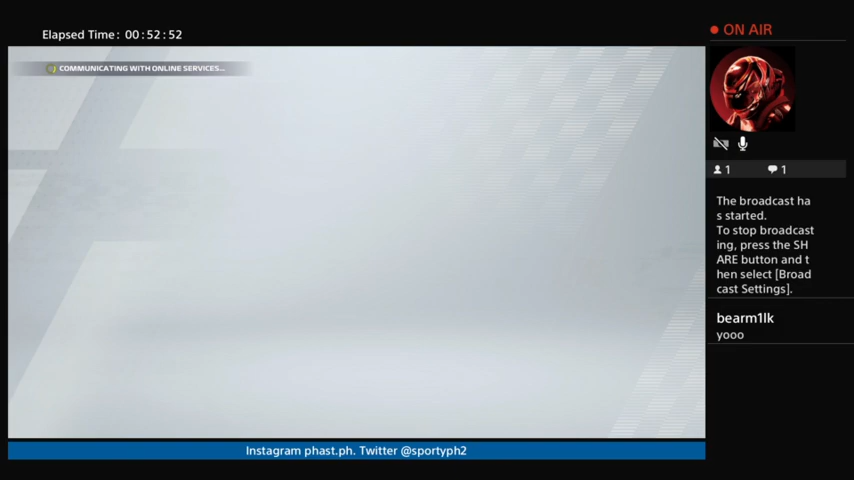 Elapsed Time: 00:52:52
ON AIR
COMMUNICATING WITH ONLINE SERVICES...
1 1
The broadcast ha
s started.
To stop broadcast
ing, press the SH
ARE button and t
hen select [Broad
cast Settings].
bearm1lk
yooo
Instagram phast.ph. Twitter @sportyph2